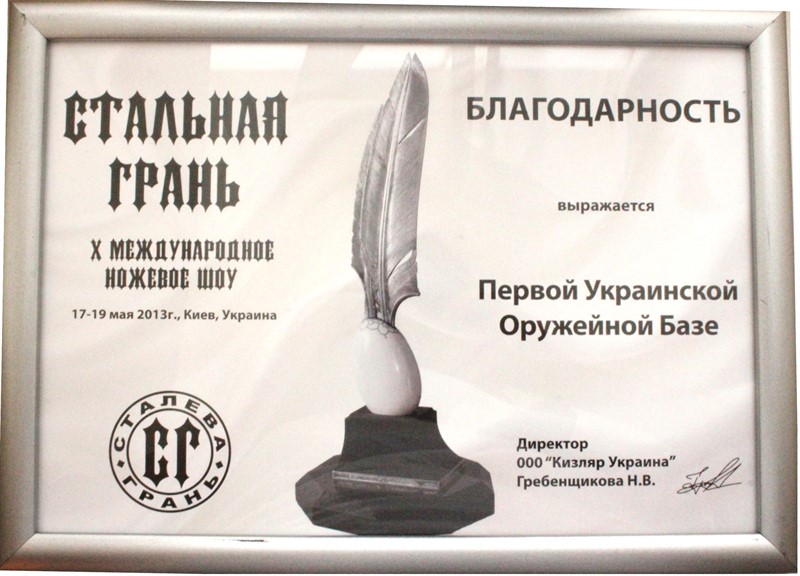 СТАЛЬНАЯ
ГРАНЬ
X МЕЖДУНАРОДНОЕ
НОЖЕВОЕ ШОУ
17-19 мая 2013г., Киев, Украина
СТАЛЕВА
СГ
ГРАНЬ
БЛАГОДАРНОСТЬ
выражается
Первой Украинской
Оружейной Базе
Директор
ООО "Кизляр Украина"
Гребенщикова Н.В.